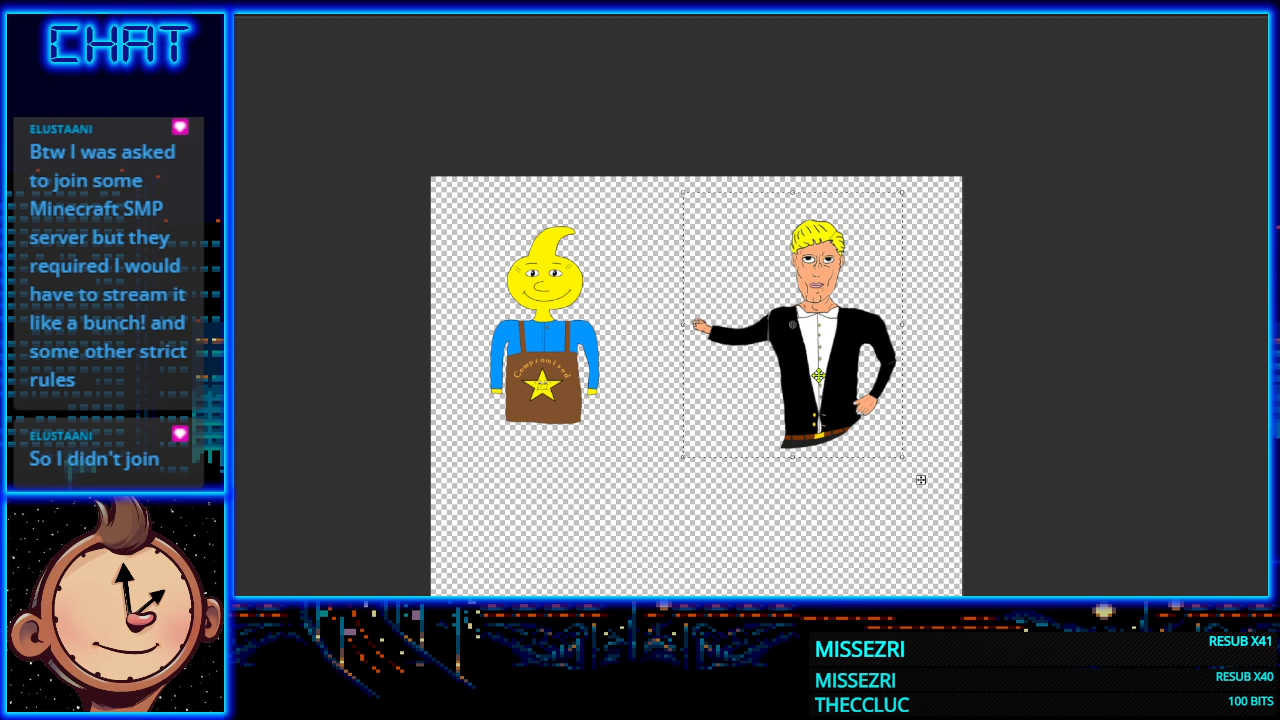 CHAT
ELUSTAANI
Btw I was asked
to join some
Minecraft SMP
server but they
required I would
have to stream it
like a bunch! and
some other strict
rules
ELUSTAANI
So I didn't join
Compromised
MISSEZRI RESUB X41
MISSEZRI RESUB X40
THECCLUC 100 BITS